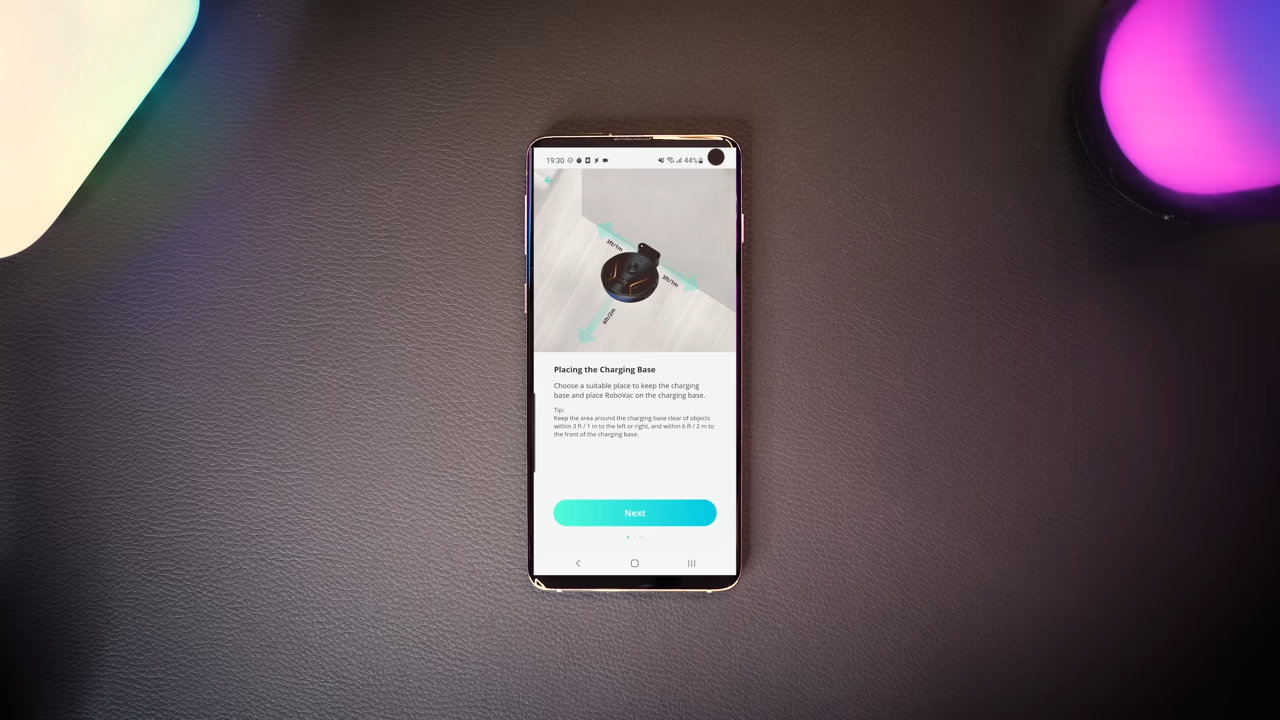 19:30
44%
3ft/1m
3ft/1m
6ft/2m
Placing the Charging Base
Choose a suitable place to keep the charging
base and place RoboVac on the charging base.
Tip:
Keep the area around the charging base clear of objects
within 3 ft / 1 m to the left or right, and within 6 ft / 2 m to
the front of the charging base.
Next